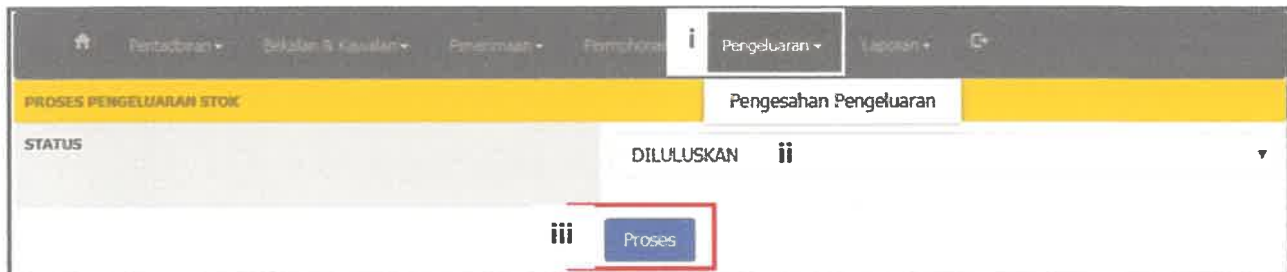 Pentadbiran Bekalan & Kawalan Penerimaan i Pengeluaran Laporan
PROSES PENGELUARAN STOK Pengesahan Pengeluaran
STATUS DILULUSKAN ii
iii Proses